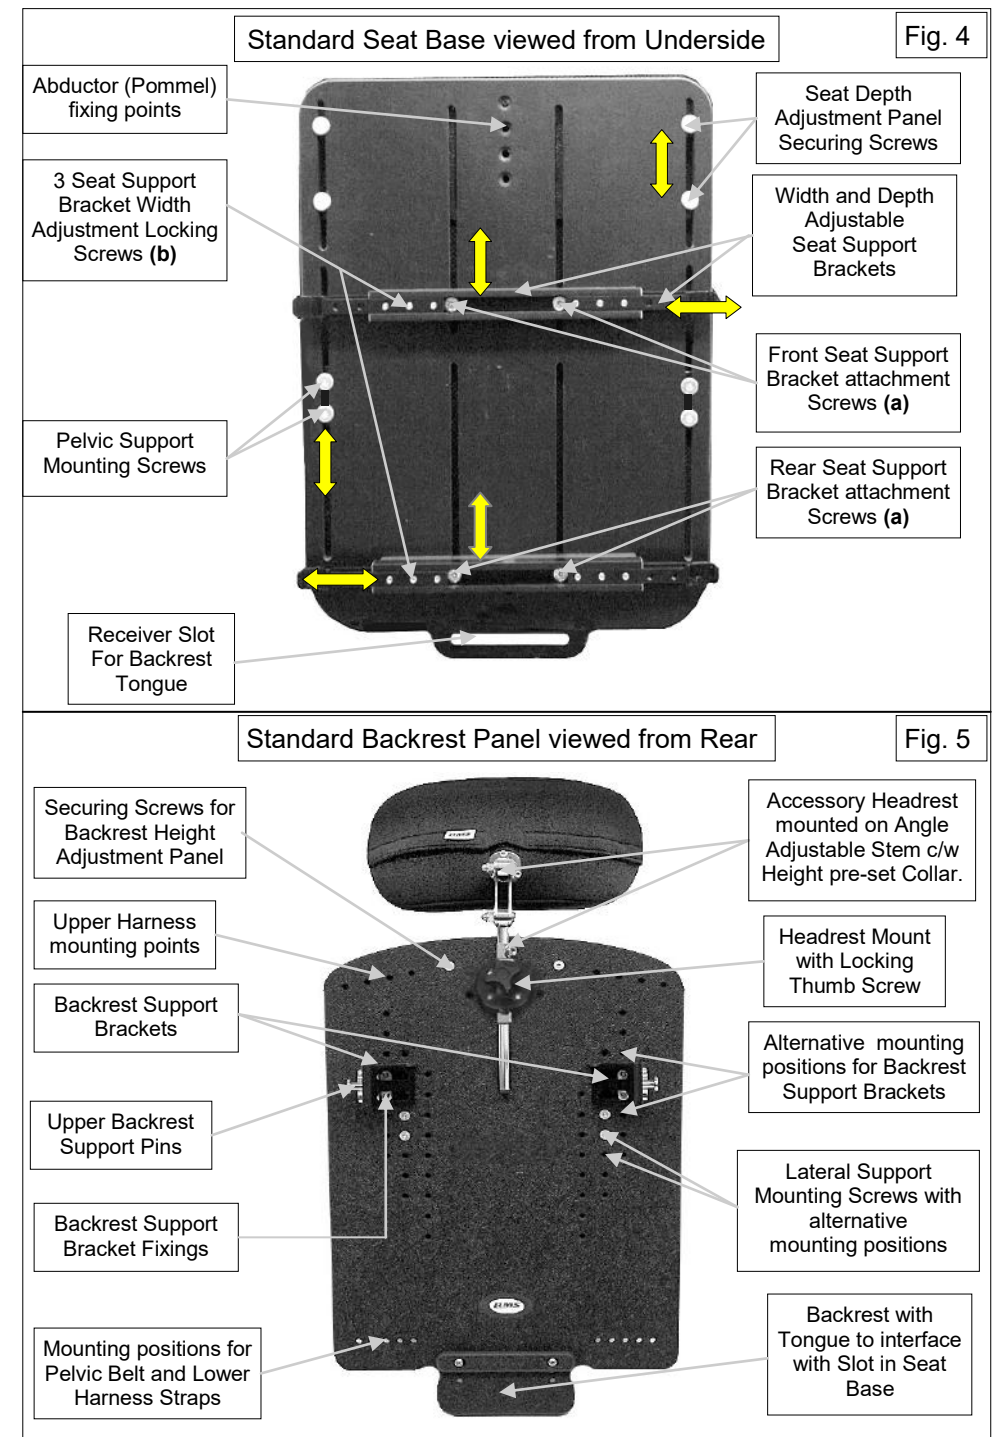 Standard Seat Base viewed from Underside
Fig. 4
Abductor (Pommel)
fixing points
3 Seat Support
Bracket Width
Adjustment Locking
Screws (b)
Pelvic Support
Mounting Screws
Receiver Slot
For Backrest
Tongue
Seat Depth
Adjustment Panel
Securing Screws
Width and Depth
Adjustable
Seat Support
Brackets
Front Seat Support
Bracket attachment
Screws (a)
Rear Seat Support
Bracket attachment
Screws (a)
Standard Backrest Panel viewed from Rear
Fig. 5
Securing Screws for
Backrest Height
Adjustment Panel
Upper Harness
mounting points
Backrest Support
Brackets
Upper Backrest
Support Pins
Backrest Support
Bracket Fixings
Mounting positions for
Pelvic Belt and Lower
Harness Straps
Accessory Headrest
mounted on Angle
Adjustable Stem c/w
Height pre-set Collar.
Headrest Mount
with Locking
Thumb Screw
Alternative mounting
positions for Backrest
Support Brackets
Lateral Support
Mounting Screws with
alternative
mounting positions
Backrest with
Tongue to interface
with Slot in Seat
Base